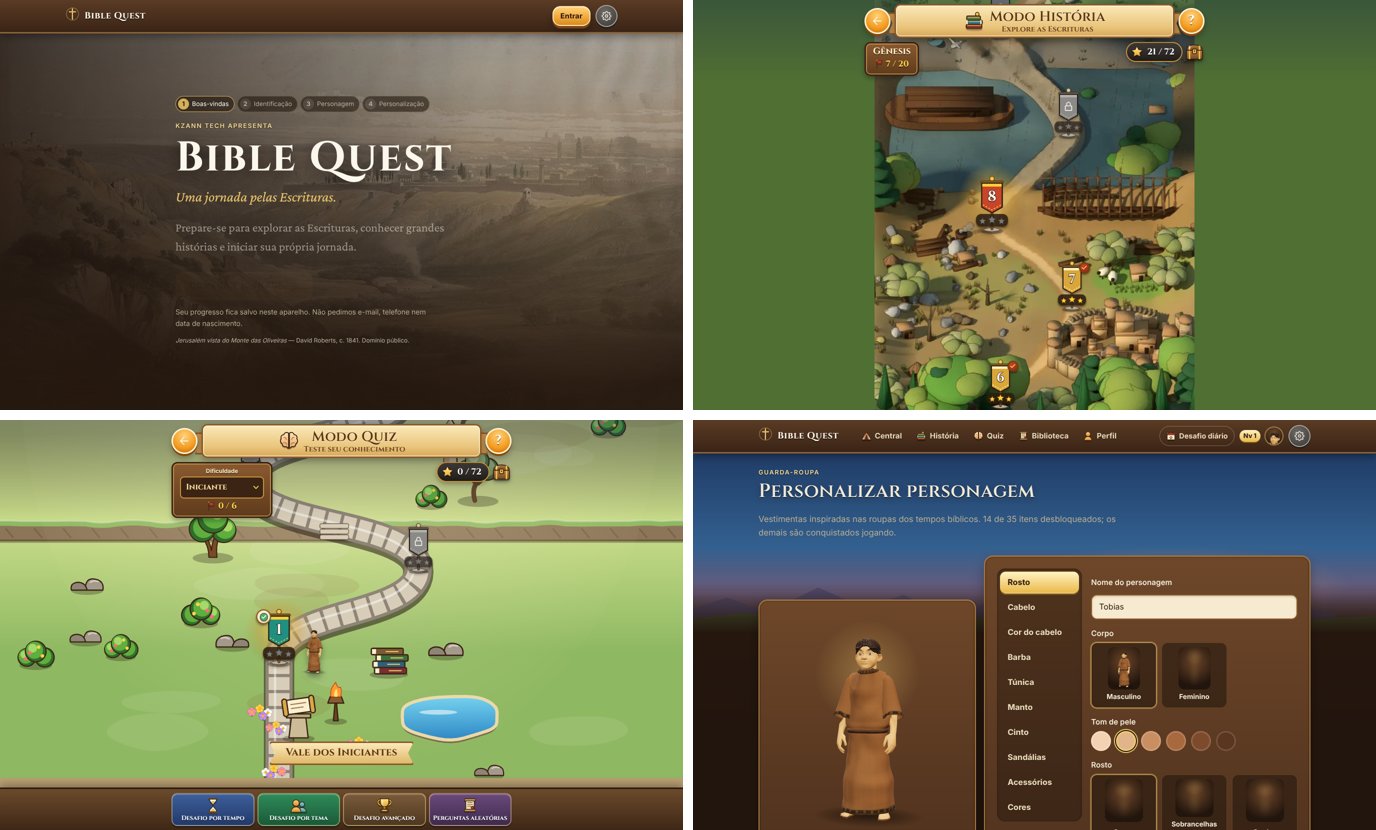 BIBLE QUEST
Entrar
1 Boas-vindas
2 Identificação
3 Personagem
4 Personalização
KZANN TECH APRESENTA
BIBLE QUEST
Uma jornada pelas Escrituras.
Prepare-se para explorar as Escrituras, conhecer grandes
histórias e iniciar sua própria jornada.
Seu progresso fica salvo neste aparelho. Não pedimos e-mail, telefone nem
data de nascimento.
Jerusalém vista do Monte das Oliveiras — David Roberts, c. 1841. Domínio público.
MODO HISTÓRIA
EXPLORE AS ESCRITURAS
?
GÊNESIS
7 / 20
21 / 72
8
7
6
MODO QUIZ
TESTE SEU CONHECIMENTO
?
Dificuldade
INICIANTE
0 / 6
0 / 72
1
VALE DOS INICIANTES
DESAFIO POR TEMPO
DESAFIO POR TEMA
DESAFIO AVANÇADO
PERGUNTAS ALEATÓRIAS
BIBLE QUEST
Central
História
Quiz
Biblioteca
Perfil
Desafio diário
Nv 1
GUARDA-ROUPA
PERSONALIZAR PERSONAGEM
Vestimentas inspiradas nas roupas dos tempos bíblicos. 14 de 35 itens desbloqueados; os
demais são conquistados jogando.
Rosto
Cabelo
Cor do cabelo
Barba
Túnica
Manto
Cinto
Sandálias
Acessórios
Cores
Nome do personagem
Tobias
Corpo
Masculino
Feminino
Tom de pele
Rosto
Sobrancelhas